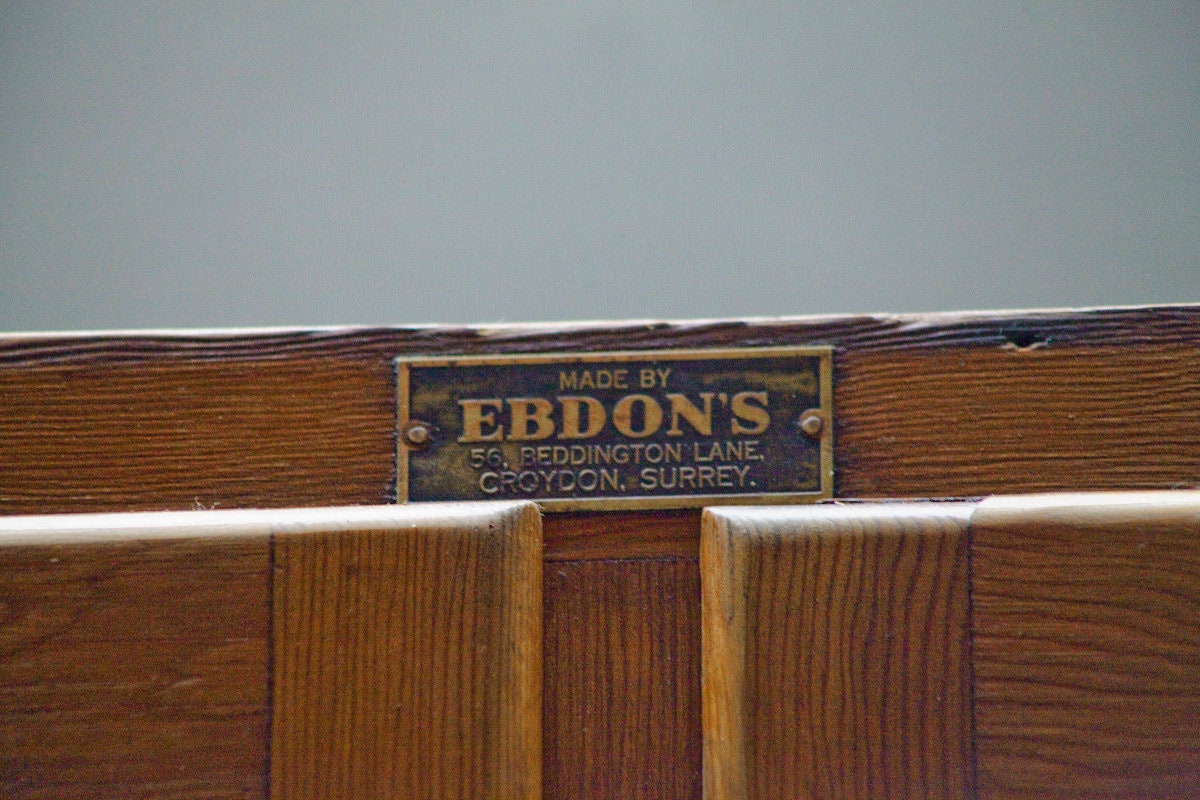 MADE BY
EBDON'S
56, BEDDINGTON LANE,
CROYDON, SURREY.